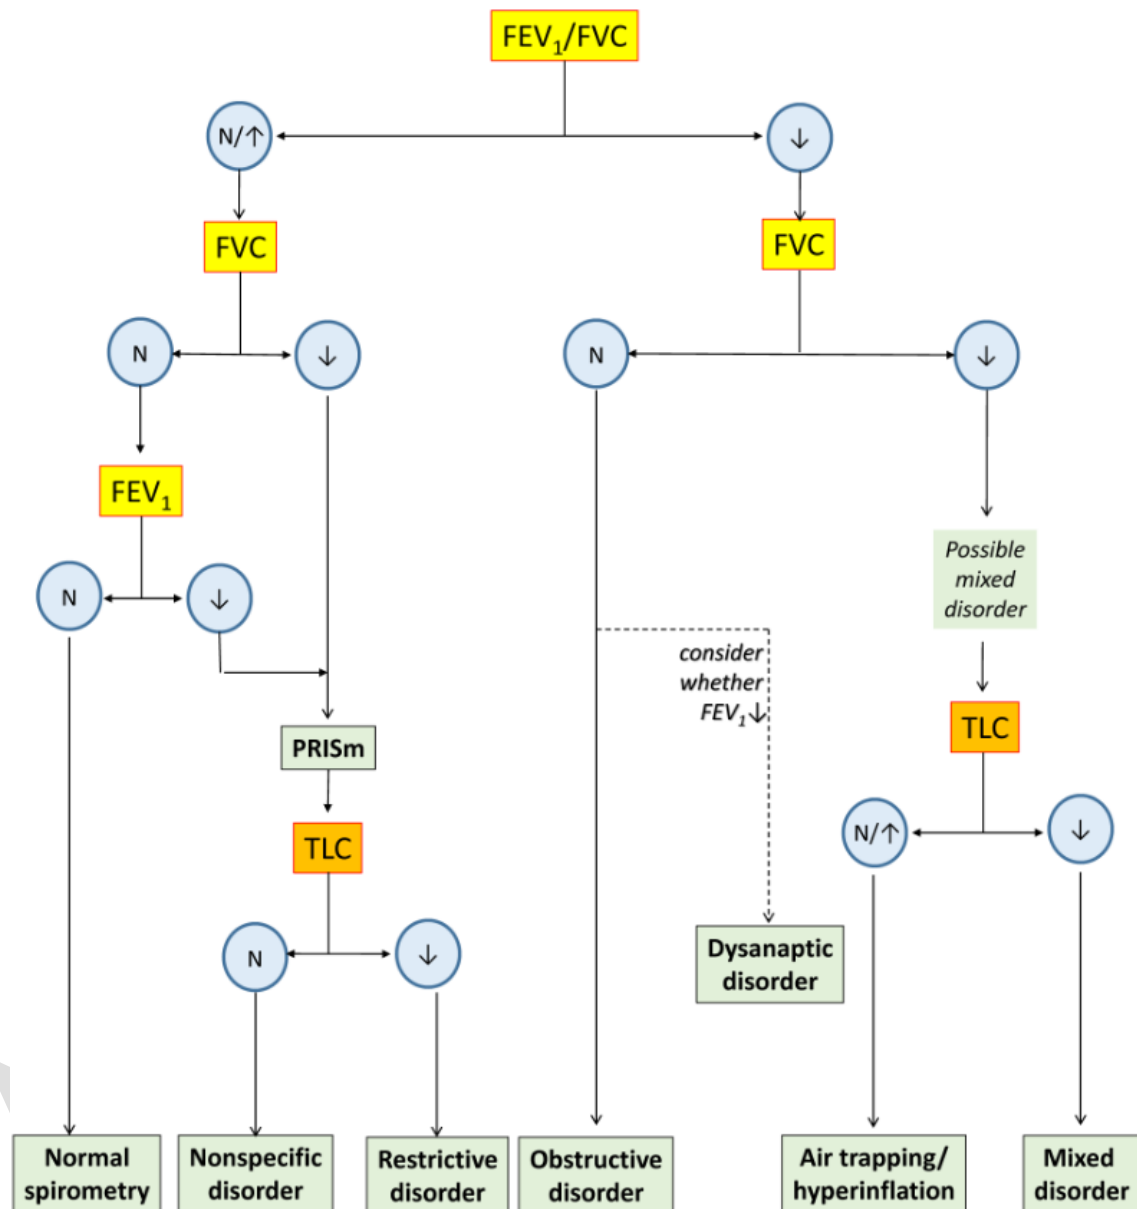 FEV₁/FVC
N/↑
↓
FVC
FVC
N
↓
N
↓
FEV₁
N
↓
Possible
mixed
disorder
consider
whether
FEV₁↓
TLC
PRISm
TLC
N/↑
↓
N
↓
Dysanaptic
disorder
Normal
spirometry
Nonspecific
disorder
Restrictive
disorder
Obstructive
disorder
Air trapping/
hyperinflation
Mixed
disorder